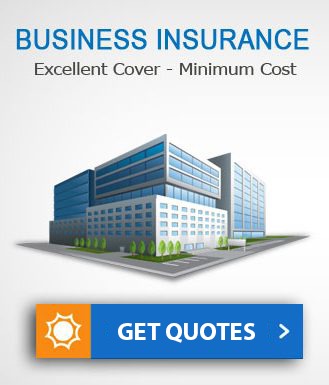 BUSINESS INSURANCE
Excellent Cover - Minimum Cost
GET QUOTES >